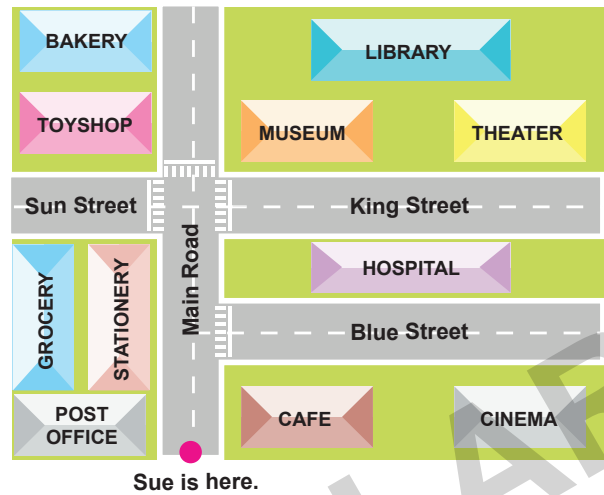 BAKERY
LIBRARY
TOYSHOP
MUSEUM
THEATER
Sun Street
King Street
Main Road
GROCERY
STATIONERY
HOSPITAL
Blue Street
POST
OFFICE
CAFE
CINEMA
Sue is here.